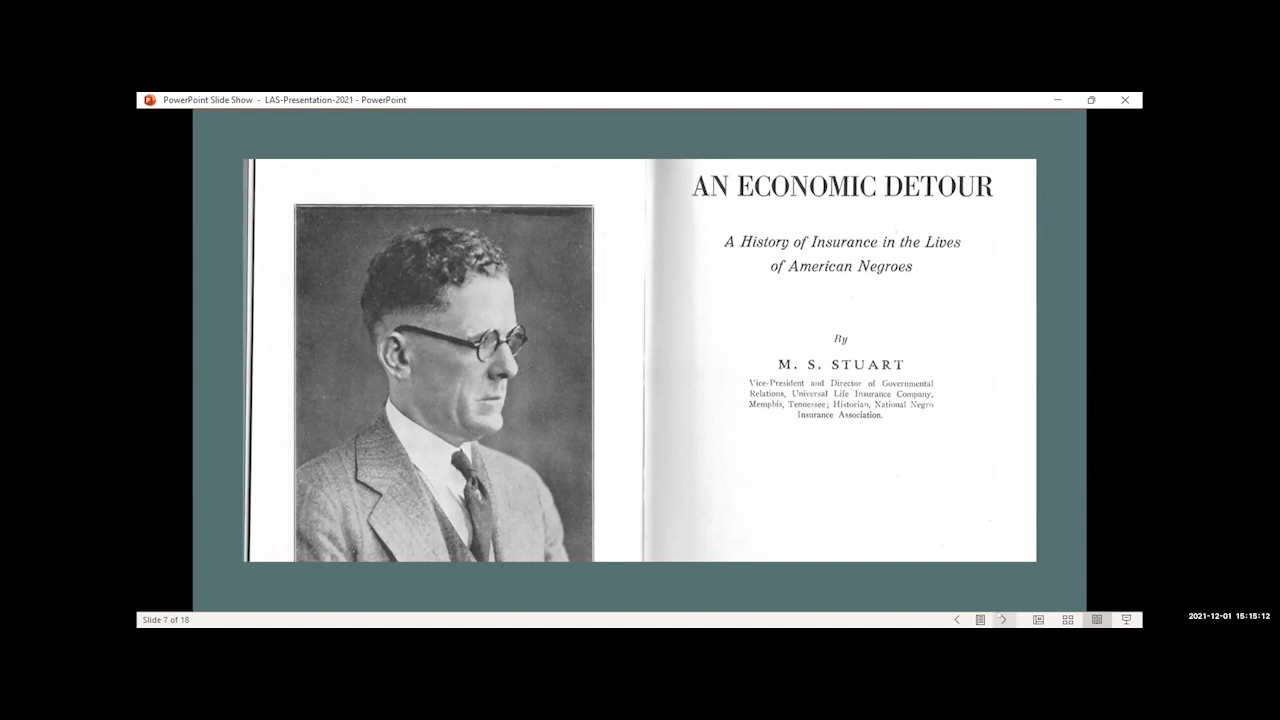 PowerPoint Slide Show - LAS-Presentation-2021 - PowerPoint
AN ECONOMIC DETOUR
A History of Insurance in the Lives
of American Negroes
By
M. S. STUART
Vice-President and Director of Governmental
Relations, Universal Life Insurance Company,
Memphis, Tennessee; Historian, National Negro
Insurance Association.
Slide 7 of 18
2021-12-01 15:15:12